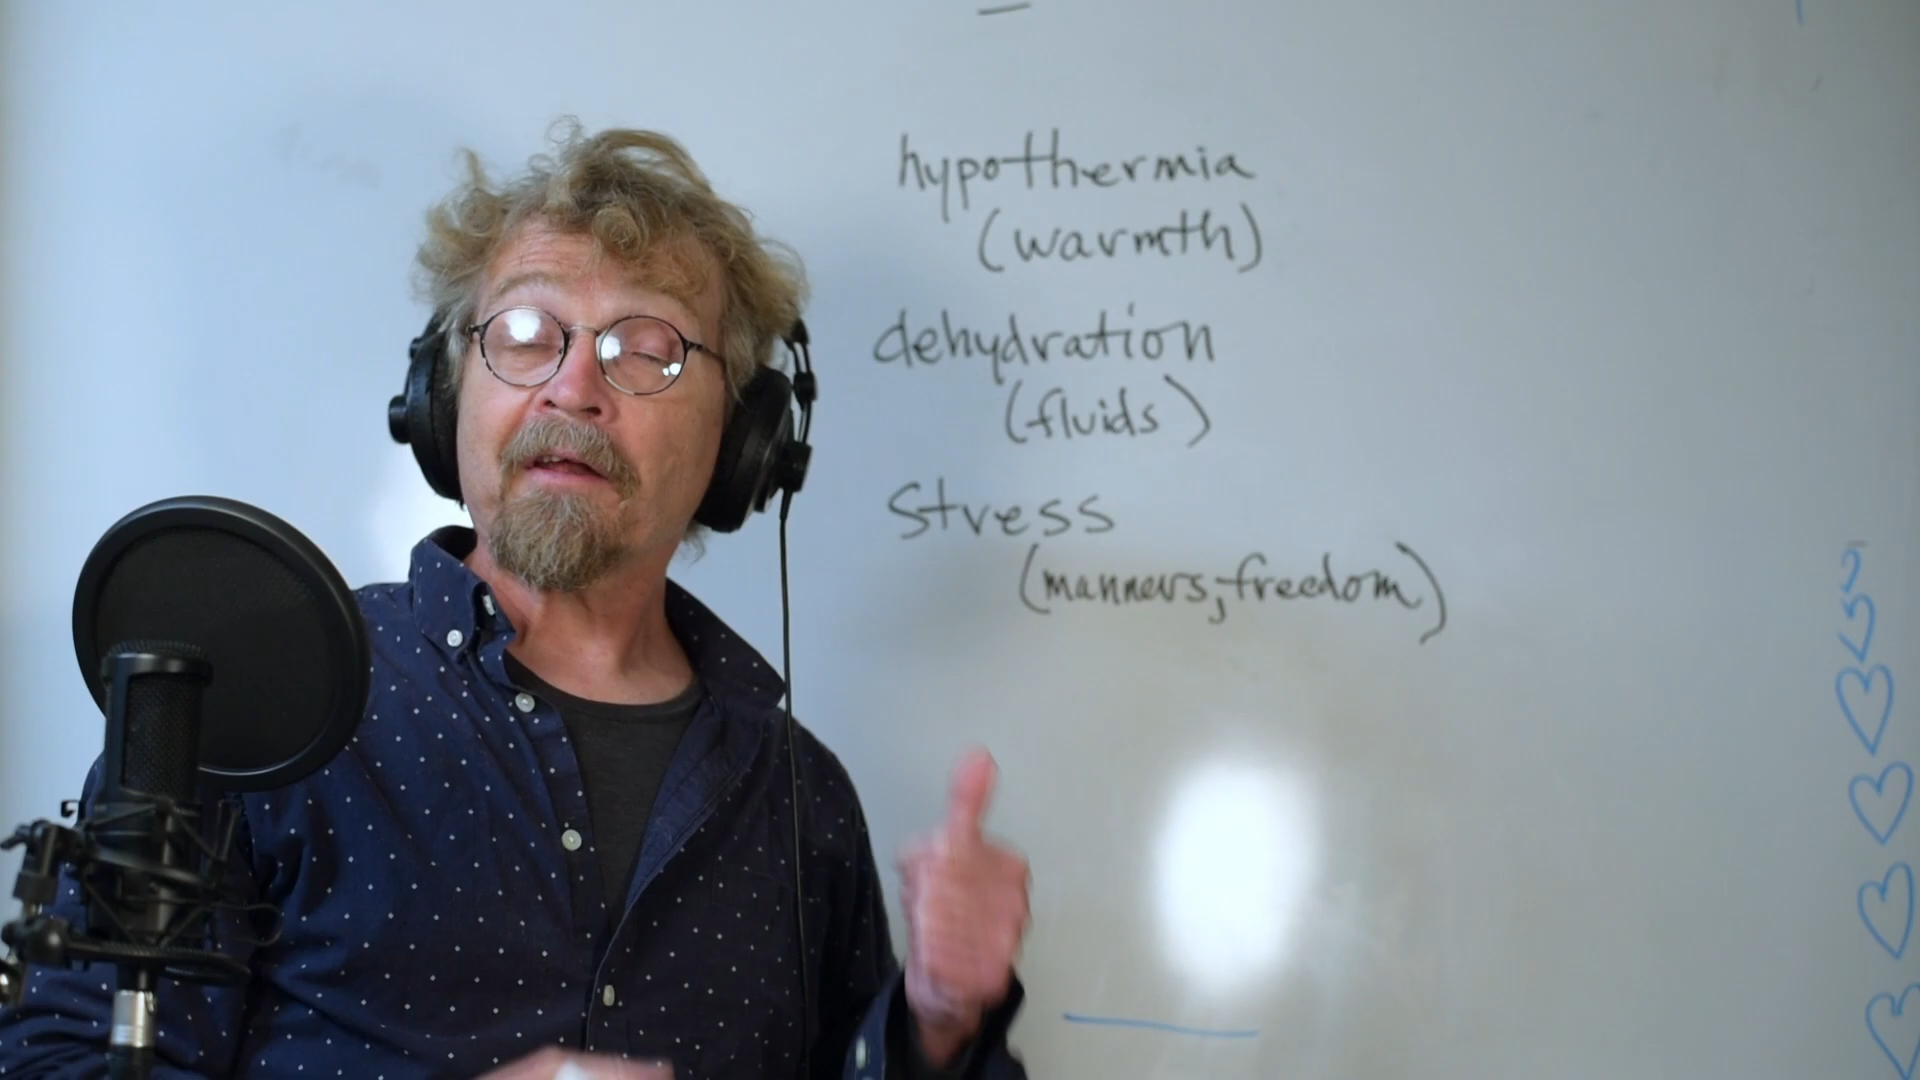 hypothermia
(warmth)
dehydration
(fluids)
stress
(manners, freedom)